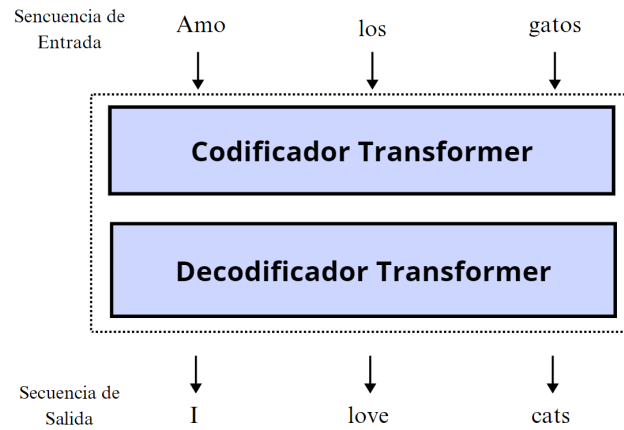 Sencuencia de
Entrada
Amo los gatos
Codificador Transformer
Decodificador Transformer
Secuencia de
Salida
I love cats